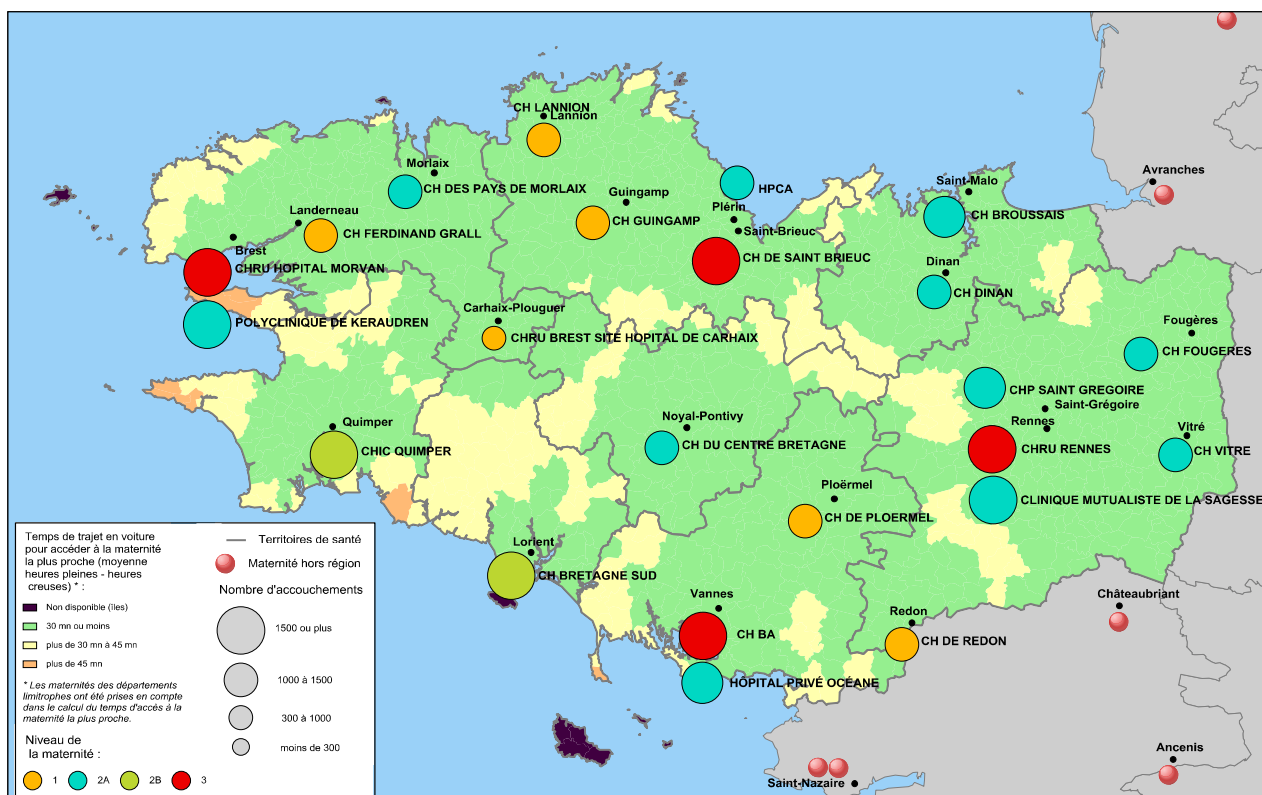 Avranches
CH LANNION
Lannion
Morlaix
CH DES PAYS DE MORLAIX
HPCA
Saint-Malo
Guingamp
Landerneau
Plérin
CH BROUSSAIS
CH GUINGAMP
CH FERDINAND GRALL
Saint-Brieuc
Brest
CH DE SAINT BRIEUC
Dinan
CHRU HOPITAL MORVAN
CH DINAN
Carhaix-Plouguer
POLYCLINIQUE DE KERAUDREN
Fougères
CHRU BREST SITE HOPITAL DE CARHAIX
CH FOUGERES
CHP SAINT GREGOIRE
Saint-Grégoire
Noyal-Pontivy
Quimper
Rennes
Vitré
CH DU CENTRE BRETAGNE
CHIC QUIMPER
CHRU RENNES
CH VITRE
Ploërmel
CLINIQUE MUTUALISTE DE LA SAGESSE
CH DE PLOERMEL
Lorient
CH BRETAGNE SUD
Vannes
Châteaubriant
Redon
CH BA
CH DE REDON
HÔPITAL PRIVÉ OCÉANE
Ancenis
Saint-Nazaire
Temps de trajet en voiture
pour accéder à la maternité
la plus proche (moyenne
heures pleines - heures
creuses) * :
Non disponible (îles)
30 mn ou moins
plus de 30 mn à 45 mn
plus de 45 mn
* Les maternités des départements
limitrophes ont été prises en compte
dans le calcul du temps d'accès à la
maternité la plus proche.
Niveau de
la maternité :
1
2A
2B
3
Territoires de santé
Maternité hors région
Nombre d'accouchements
1500 ou plus
1000 à 1500
300 à 1000
moins de 300